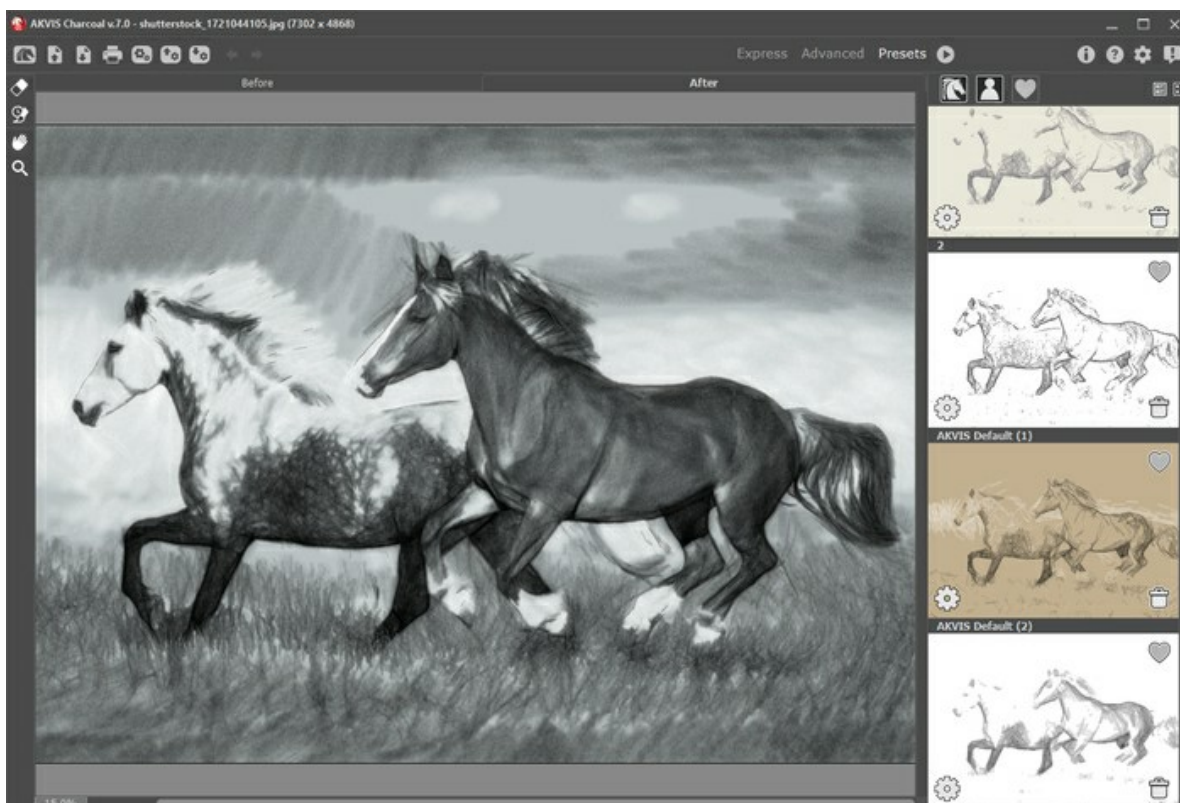 AKVIS Charcoal v.7.0 - shutterstock_1721044105.jpg (7302 x 4868)
Express Advanced Presets
Before After
2
AKVIS Default (1)
AKVIS Default (2)